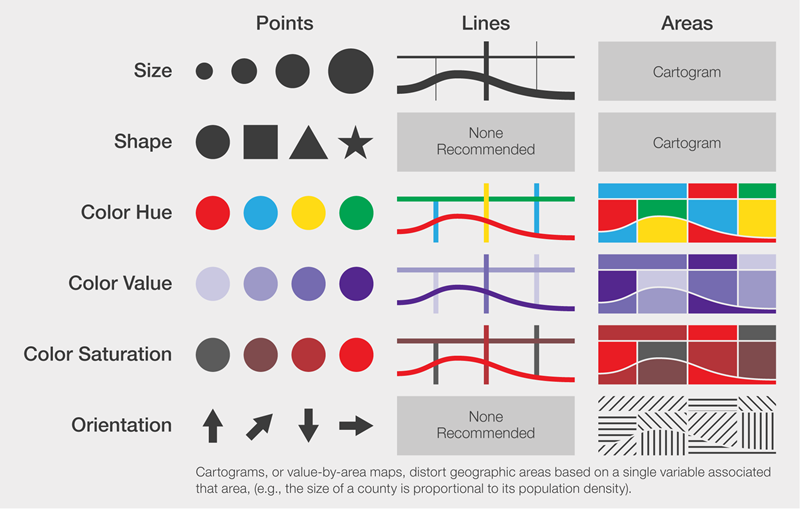 Points Lines Areas
Size
Cartogram
Shape
None
Recommended
Cartogram
Color Hue
Color Value
Color Saturation
Orientation
None
Recommended
Cartograms, or value-by-area maps, distort geographic areas based on a single variable associated
that area, (e.g., the size of a county is proportional to its population density).